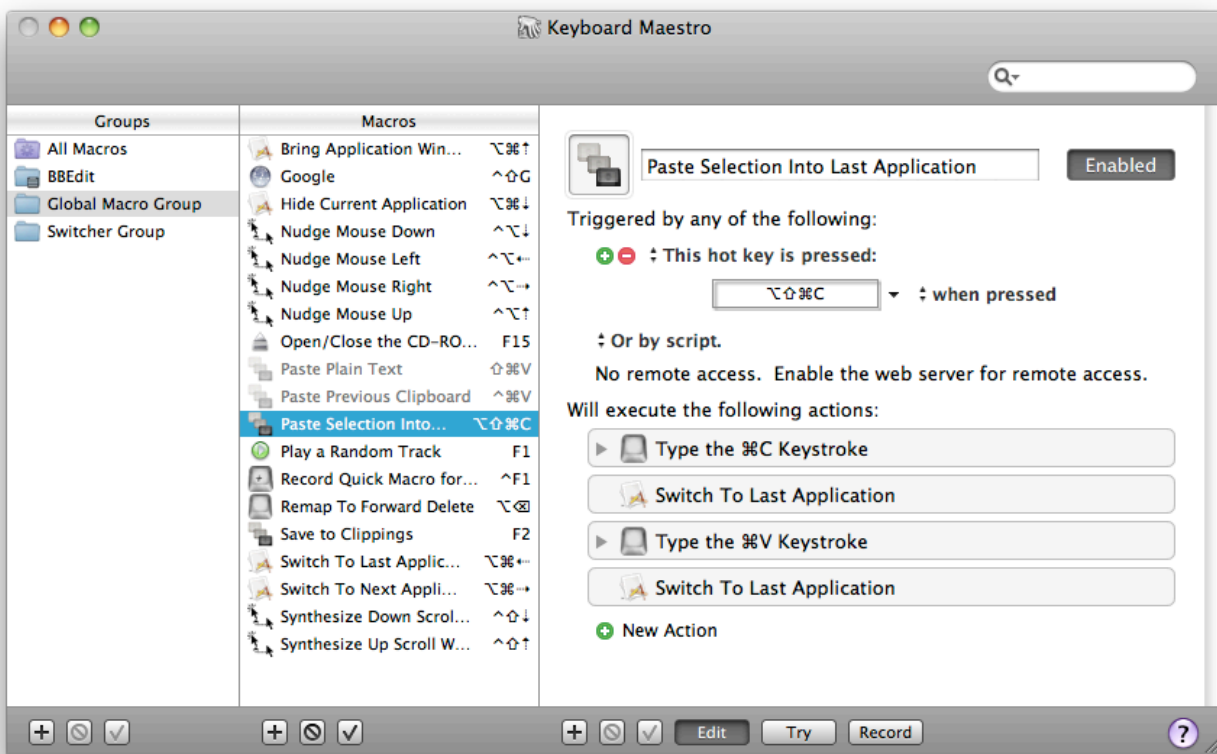 Keyboard Maestro
Groups
All Macros
BBEdit
Global Macro Group
Switcher Group
Macros
Bring Application Win... ⌥⌘↑
Google ^⇧G
Hide Current Application ⌥⌘↓
Nudge Mouse Down ^⌥↓
Nudge Mouse Left ^⌥←
Nudge Mouse Right ^⌥→
Nudge Mouse Up ^⌥↑
Open/Close the CD-RO... F15
Paste Plain Text ⇧⌘V
Paste Previous Clipboard ^⌘V
Paste Selection Into... ⌥⇧⌘C
Play a Random Track F1
Record Quick Macro for... ^F1
Remap To Forward Delete ⌥⌫
Save to Clippings F2
Switch To Last Applic... ⌥⌘←
Switch To Next Appli... ⌥⌘→
Synthesize Down Scrol... ^⇧↓
Synthesize Up Scroll W... ^⇧↑
Paste Selection Into Last Application
Enabled
Triggered by any of the following:
This hot key is pressed:
⌥⇧⌘C when pressed
Or by script.
No remote access. Enable the web server for remote access.
Will execute the following actions:
Type the ⌘C Keystroke
Switch To Last Application
Type the ⌘V Keystroke
Switch To Last Application
New Action
Edit Try Record ?